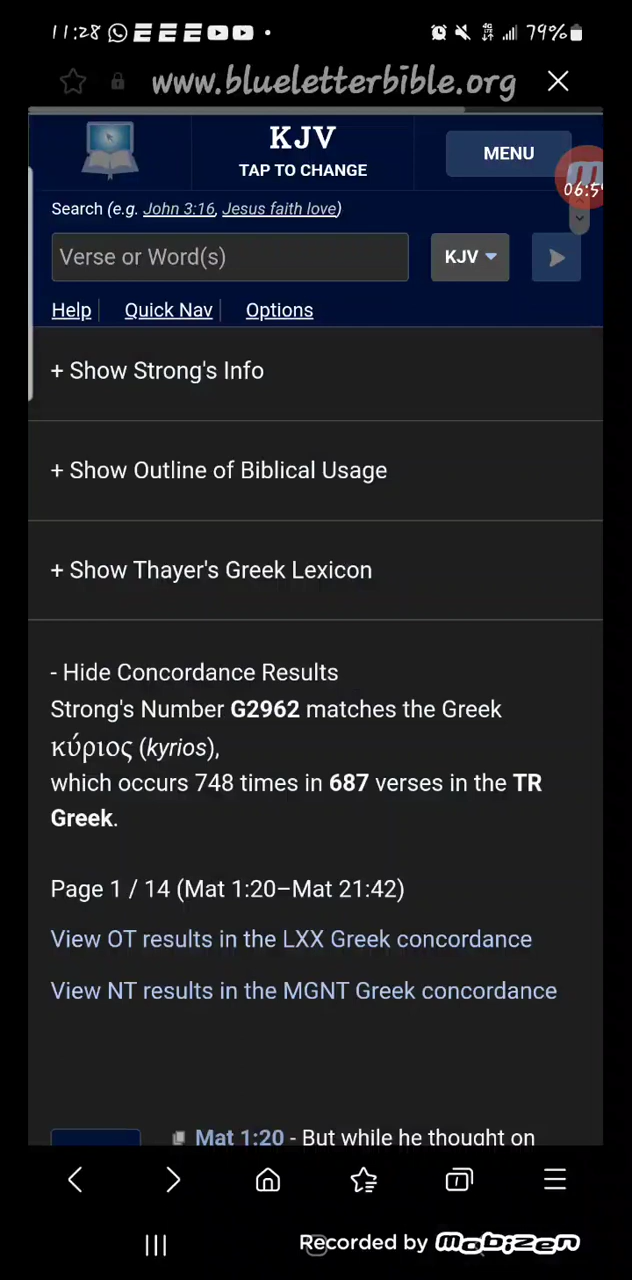 11:28 79%
www.blueletterbible.org
KJV
TAP TO CHANGE
MENU
Search (e.g. John 3:16, Jesus faith love)
Verse or Word(s)
KJV
Help Quick Nav Options
+ Show Strong's Info
+ Show Outline of Biblical Usage
+ Show Thayer's Greek Lexicon
- Hide Concordance Results
Strong's Number G2962 matches the Greek
κύριος (kyrios),
which occurs 748 times in 687 verses in the TR
Greek.
Page 1 / 14 (Mat 1:20–Mat 21:42)
View OT results in the LXX Greek concordance
View NT results in the MGNT Greek concordance
Mat 1:20 - But while he thought on
Recorded by mobizen